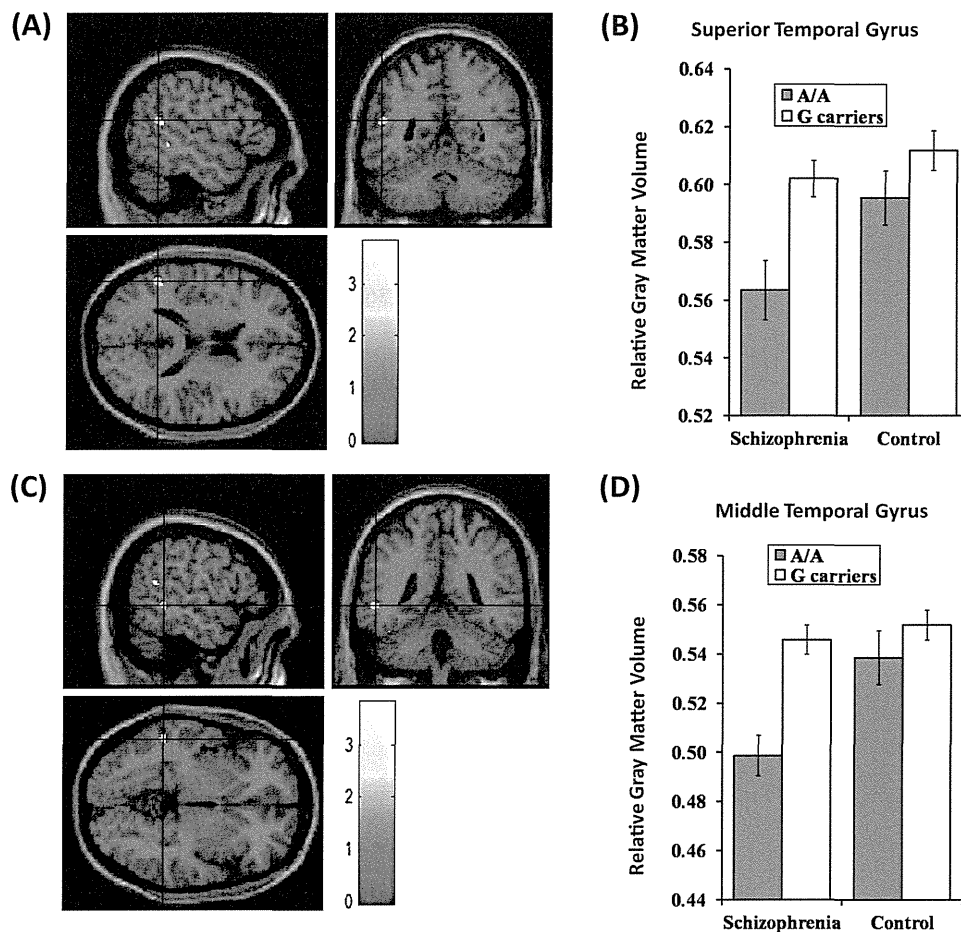 (A)
3
2
1
0
(B)
Superior Temporal Gyrus
A/A
G carriers
Relative Gray Matter Volume
0.64
0.62
0.60
0.58
0.56
0.54
0.52
Schizophrenia Control
(C)
3
2
1
0
(D)
Middle Temporal Gyrus
A/A
G carriers
Relative Gray Matter Volume
0.58
0.56
0.54
0.52
0.50
0.48
0.46
0.44
Schizophrenia Control